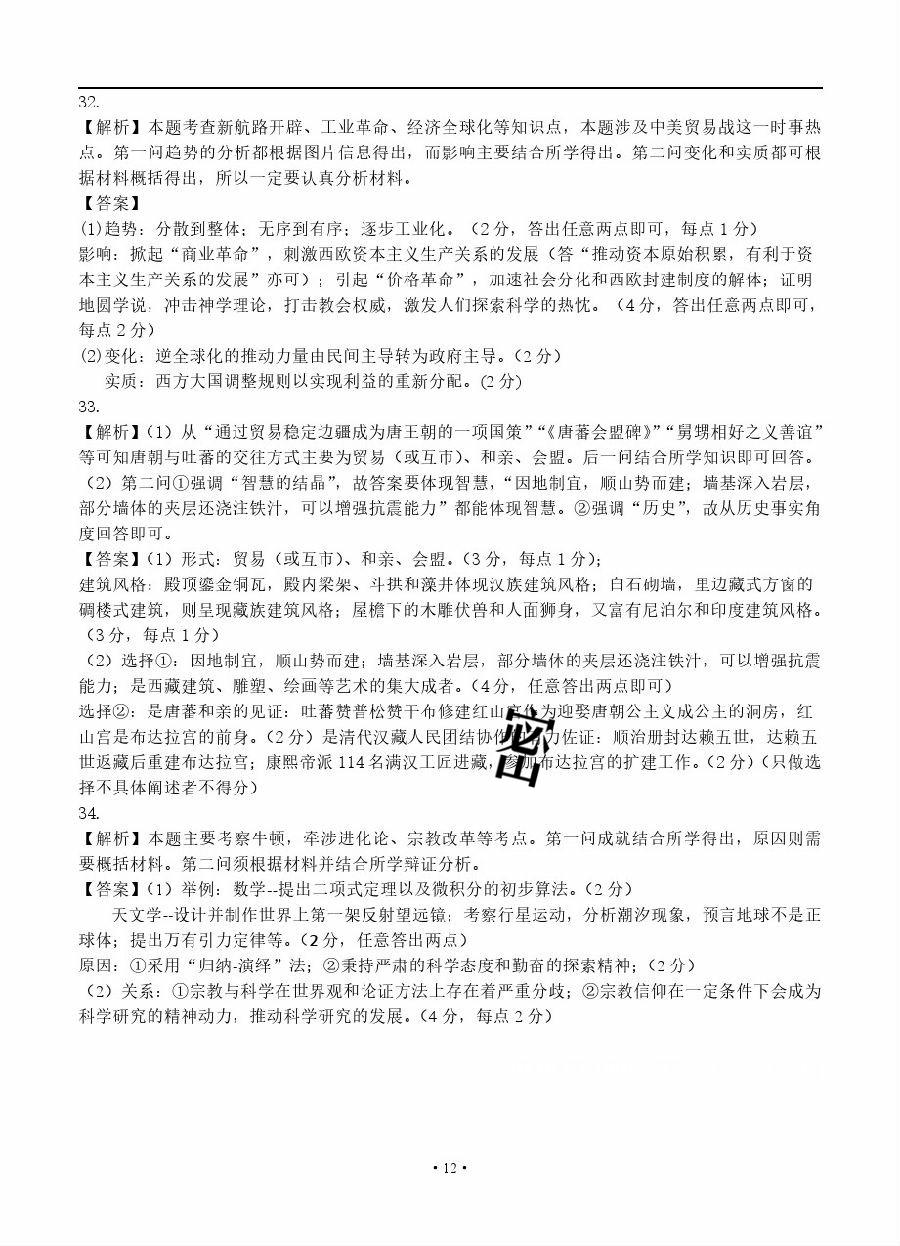 32.
【解析】本题考查新航路开辟、工业革命、经济全球化等知识点，本题涉及中美贸易战这一时事热
点。第一问趋势的分析都根据图片信息得出，而影响主要结合所学得出。第二问变化和实质都可根
据材料概括得出，所以一定要认真分析材料。
【答案】
(1)趋势：分散到整体；无序到有序；逐步工业化。（2分，答出任意两点即可，每点1分）
影响：掀起“商业革命”，刺激西欧资本主义生产关系的发展（答“推动资本原始积累，有利于资
本主义生产关系的发展”亦可）；引起“价格革命”，加速社会分化和西欧封建制度的解体；证明
地圆学说，冲击神学理论，打击教会权威，激发人们探索科学的热忱。（4分，答出任意两点即可，
每点2分）
(2)变化：逆全球化的推动力量由民间主导转为政府主导。（2分）
实质：西方大国调整规则以实现利益的重新分配。(2分)
33.
【解析】（1）从“通过贸易稳定边疆成为唐王朝的一项国策”“《唐蕃会盟碑》”“舅甥相好之义善谊”
等可知唐朝与吐蕃的交往方式主要为贸易（或互市）、和亲、会盟。后一问结合所学知识即可回答。
（2）第二问①强调“智慧的结晶”，故答案要体现智慧，“因地制宜，顺山势而建；墙基深入岩层，
部分墙体的夹层还浇注铁汁，可以增强抗震能力”都能体现智慧。②强调“历史”，故从历史事实角
度回答即可。
【答案】（1）形式：贸易（或互市）、和亲、会盟。（3分，每点1分）；
建筑风格：殿顶鎏金铜瓦，殿内梁架、斗拱和藻井体现汉族建筑风格；白石砌墙，里边藏式方窗的
碉楼式建筑，则呈现藏族建筑风格；屋檐下的木雕伏兽和人面狮身，又富有尼泊尔和印度建筑风格。
（3分，每点1分）
（2）选择①：因地制宜，顺山势而建；墙基深入岩层，部分墙体的夹层还浇注铁汁，可以增强抗震
能力；是西藏建筑、雕塑、绘画等艺术的集大成者。（4分，任意答出两点即可）
选择②：是唐蕃和亲的见证：吐蕃赞普松赞干布修建红山宫作为迎娶唐朝公主义成公主的洞房，红
山宫是布达拉宫的前身。（2分）是清代汉藏人民团结协作的有力佐证：顺治册封达赖五世，达赖五
世返藏后重建布达拉宫；康熙帝派114名满汉工匠进藏，参加布达拉宫的扩建工作。（2分）（只做选
择不具体阐述者不得分）
密
34.
【解析】本题主要考察牛顿，牵涉进化论、宗教改革等考点。第一问成就结合所学得出，原因则需
要概括材料。第二问须根据材料并结合所学辩证分析。
【答案】（1）举例：数学--提出二项式定理以及微积分的初步算法。（2分）
天文学--设计并制作世界上第一架反射望远镜；考察行星运动，分析潮汐现象，预言地球不是正
球体；提出万有引力定律等。（2分，任意答出两点）
原因：①采用“归纳-演绎”法；②秉持严肃的科学态度和勤奋的探索精神；（2分）
（2）关系：①宗教与科学在世界观和论证方法上存在着严重分歧；②宗教信仰在一定条件下会成为
科学研究的精神动力，推动科学研究的发展。（4分，每点2分）
·12·